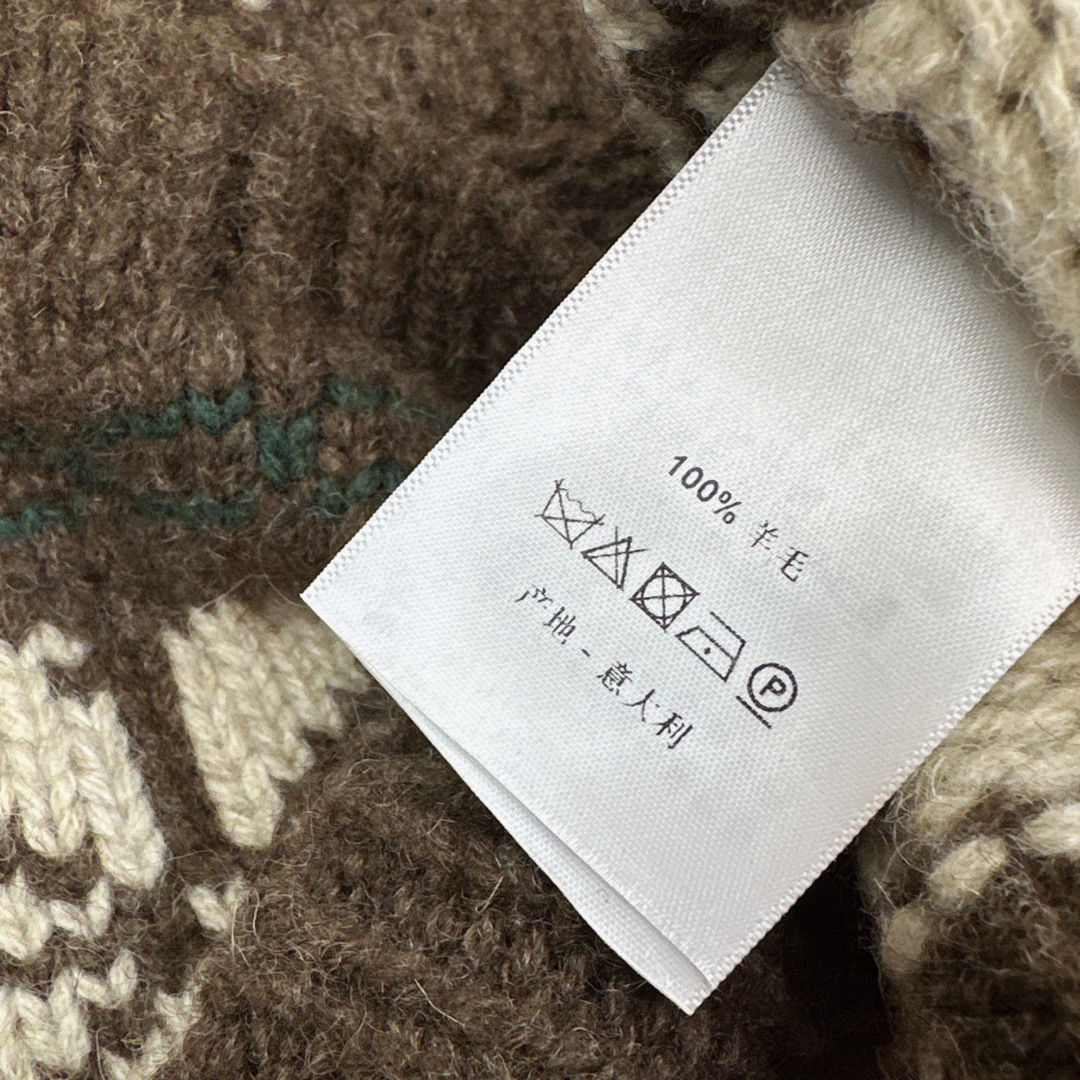 100% 羊毛
P
产地 - 意大利